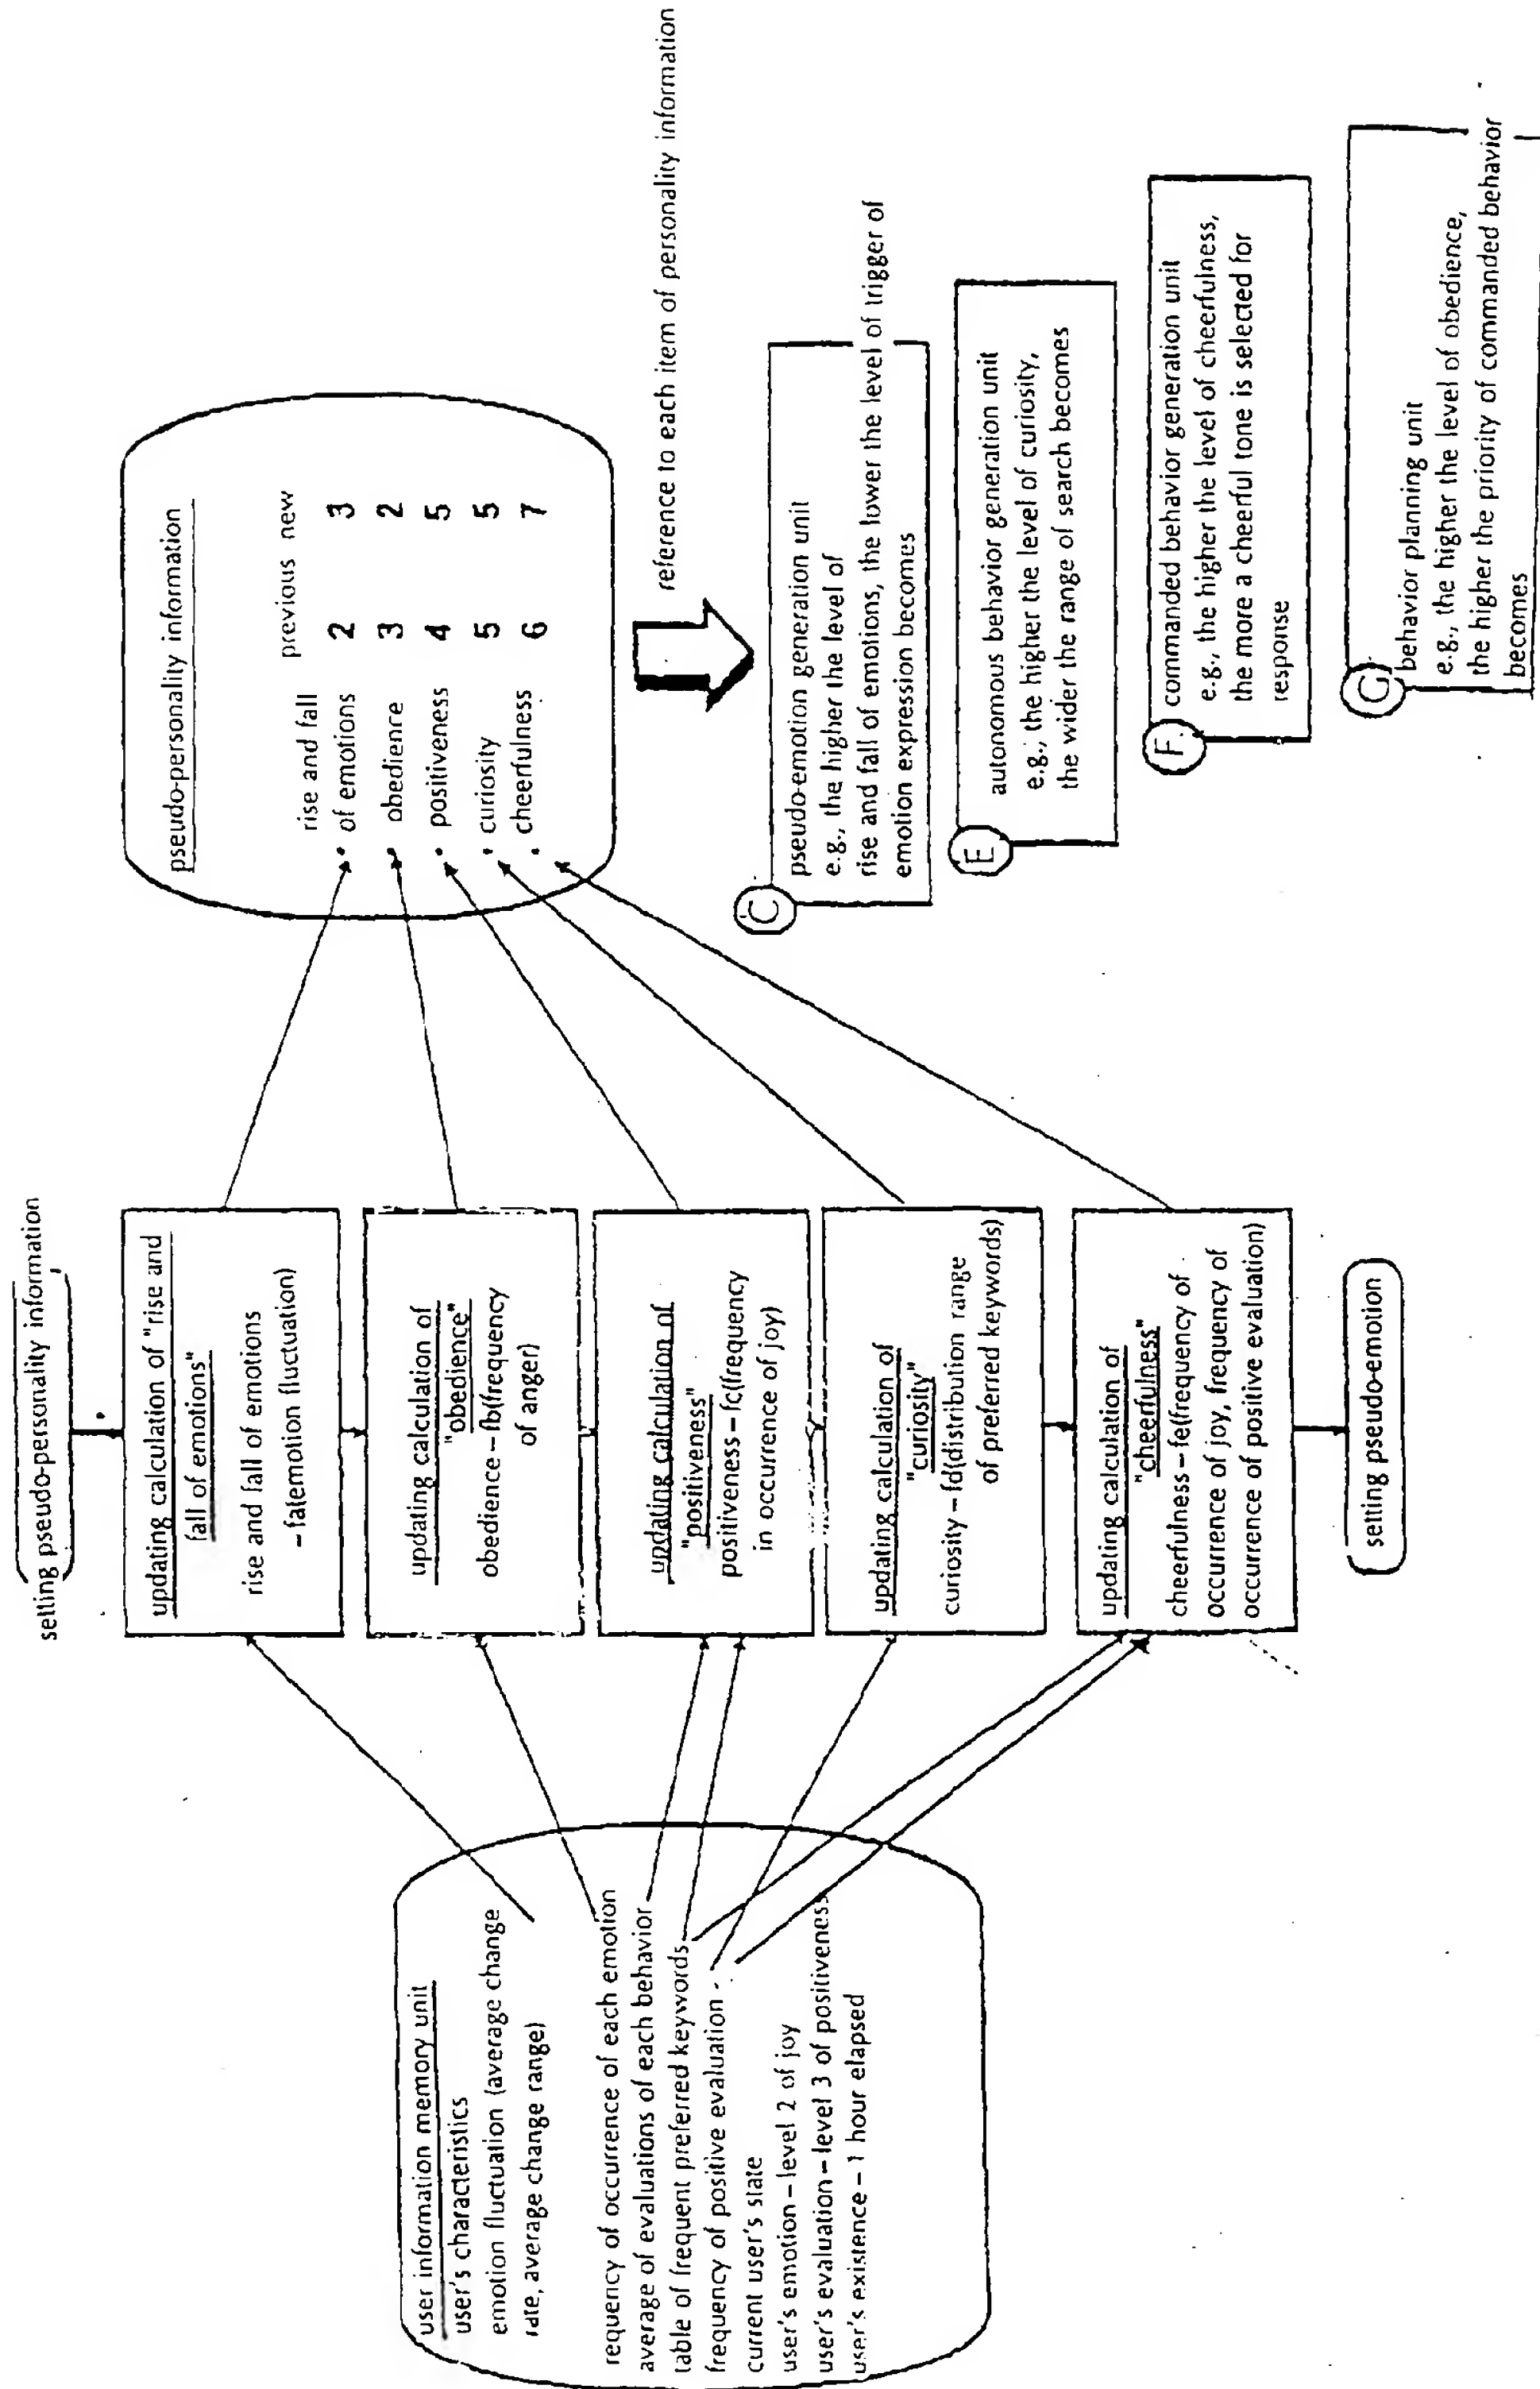 setting pseudo-personality information
user information memory unit
user's characteristics
emotion fluctuation (average change
rate, average change range)
requency of occurrence of each emotion
average of evaluations of each behavior
table of frequent preferred keywords
frequency of positive evaluation
current user's state
user's emotion – level 2 of joy
user's evaluation – level 3 of positiveness
user's existence – 1 hour elapsed
updating calculation of "rise and
fall of emotions"
rise and fall of emotions
– fa(emotion fluctuation)
updating calculation of
"obedience"
obedience – fb(frequency
of anger)
updating calculation of
"positiveness"
positiveness – fc(frequency
in occurrence of joy)
updating calculation of
"curiosity"
curiosity – fd(distribution range
of preferred keywords)
updating calculation of
"cheerfulness"
cheerfulness – fe(frequency of
occurrence of joy, frequency of
occurrence of positive evaluation)
setting pseudo-emotion
pseudo-personality information
previous new
rise and fall
• of emotions 2 3
• obedience 3 2
• positiveness 4 5
• curiosity 5 5
• cheerfulness 6 7
reference to each item of personality information
C
pseudo-emotion generation unit
e.g., the higher the level of
rise and fall of emotions, the lower the level of trigger of
emotion expression becomes
E
autonomous behavior generation unit
e.g., the higher the level of curiosity,
the wider the range of search becomes
F
commanded behavior generation unit
e.g., the higher the level of cheerfulness,
the more a cheerful tone is selected for
response
G
behavior planning unit
e.g., the higher the level of obedience,
the higher the priority of commanded behavior
becomes